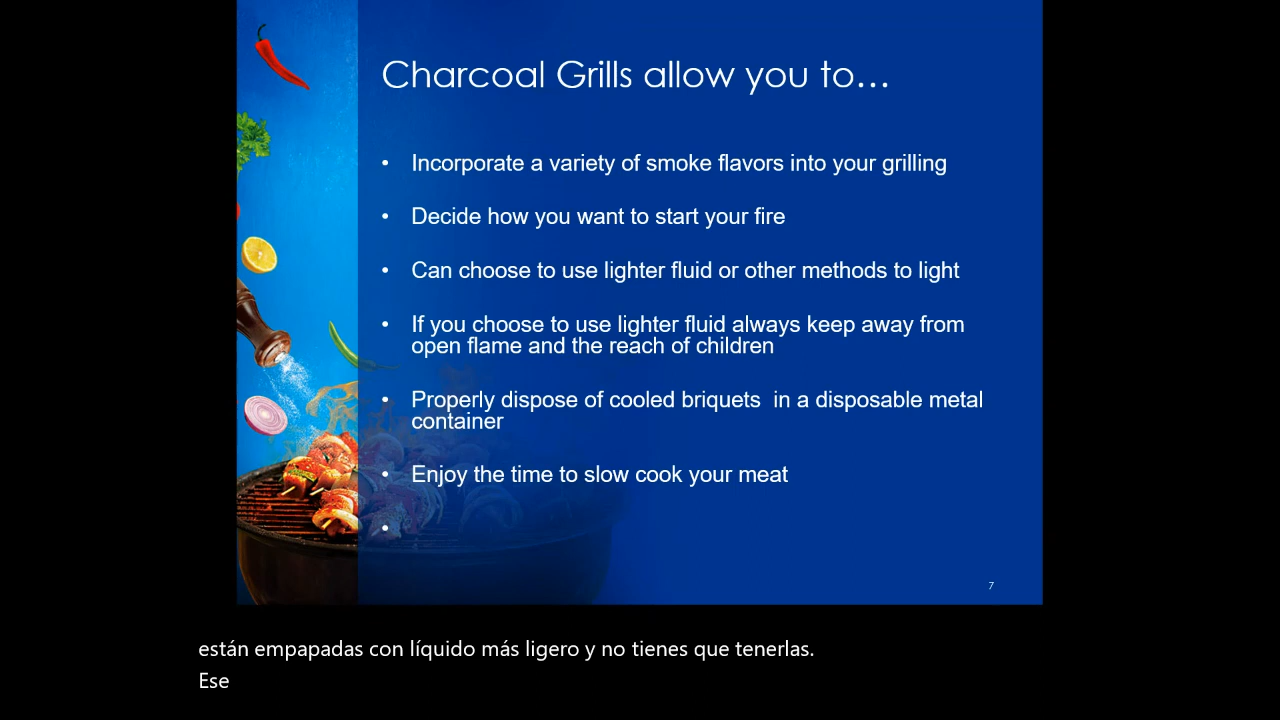 Charcoal Grills allow you to...
• Incorporate a variety of smoke flavors into your grilling
• Decide how you want to start your fire
• Can choose to use lighter fluid or other methods to light
• If you choose to use lighter fluid always keep away from
open flame and the reach of children
• Properly dispose of cooled briquets  in a disposable metal
container
• Enjoy the time to slow cook your meat
•
7
están empapadas con líquido más ligero y no tienes que tenerlas.
Ese